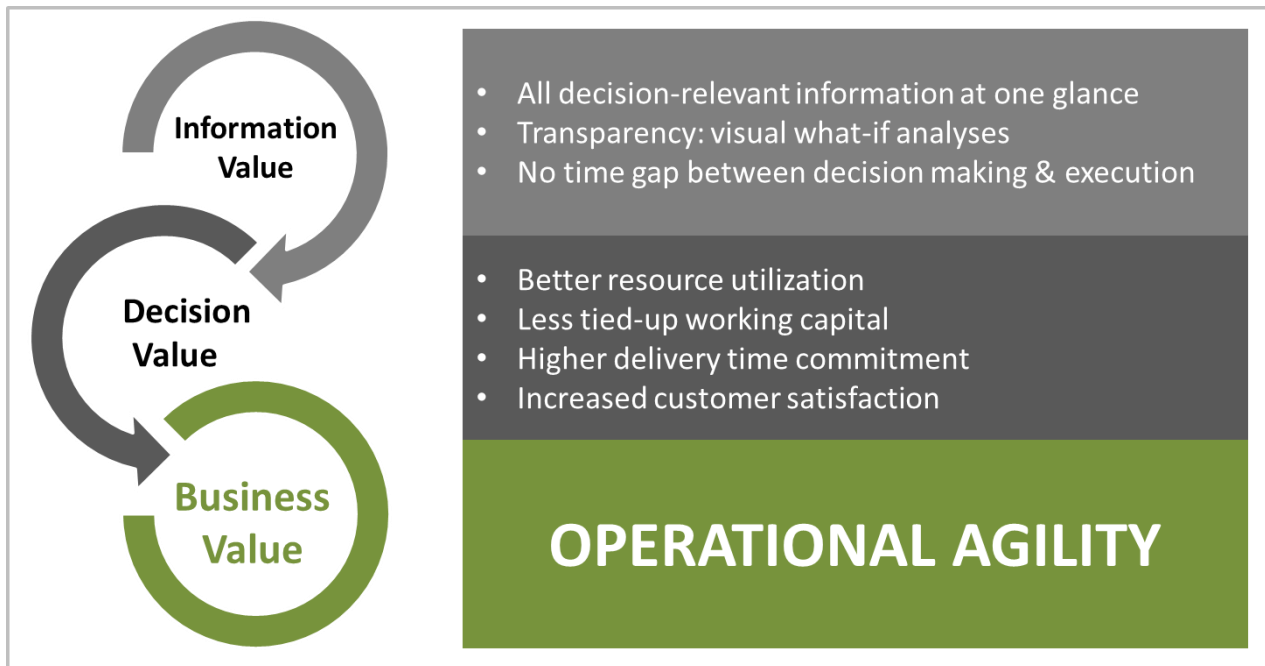 Information
Value
• All decision-relevant information at one glance
• Transparency: visual what-if analyses
• No time gap between decision making & execution
Decision
Value
• Better resource utilization
• Less tied-up working capital
• Higher delivery time commitment
• Increased customer satisfaction
Business
Value
OPERATIONAL AGILITY